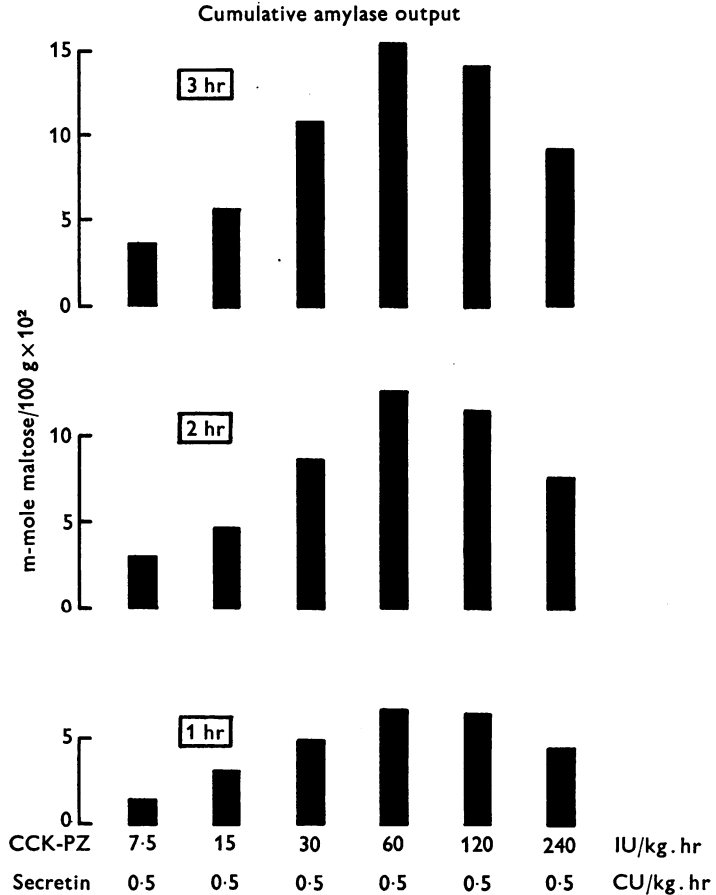 Cumulative amylase output
15
3 hr
10
5
0
m-mole maltose/100 g × 10²
2 hr
10
5
0
1 hr
5
0
CCK-PZ 7·5 15 30 60 120 240 IU/kg.hr
Secretin 0·5 0·5 0·5 0·5 0·5 0·5 CU/kg.hr